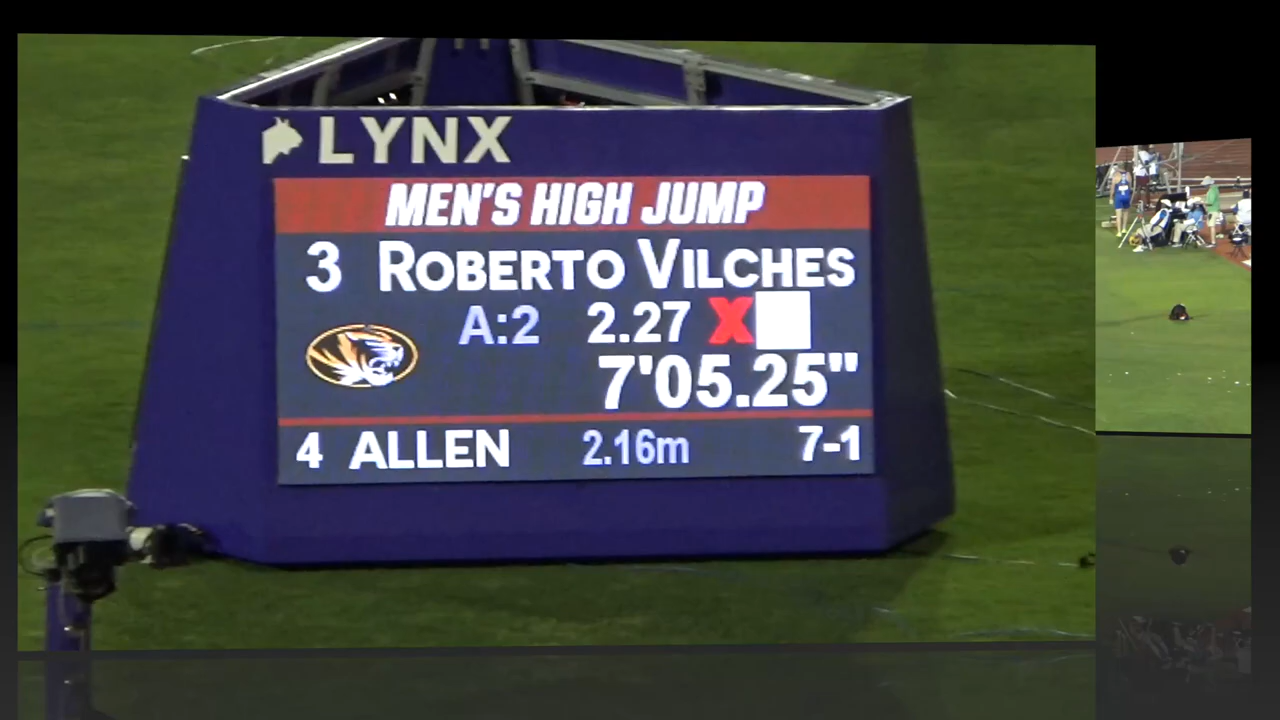 LYNX
MEN'S HIGH JUMP
3 ROBERTO VILCHES
A:2 2.27 X
7'05.25"
4 ALLEN 2.16m 7-1